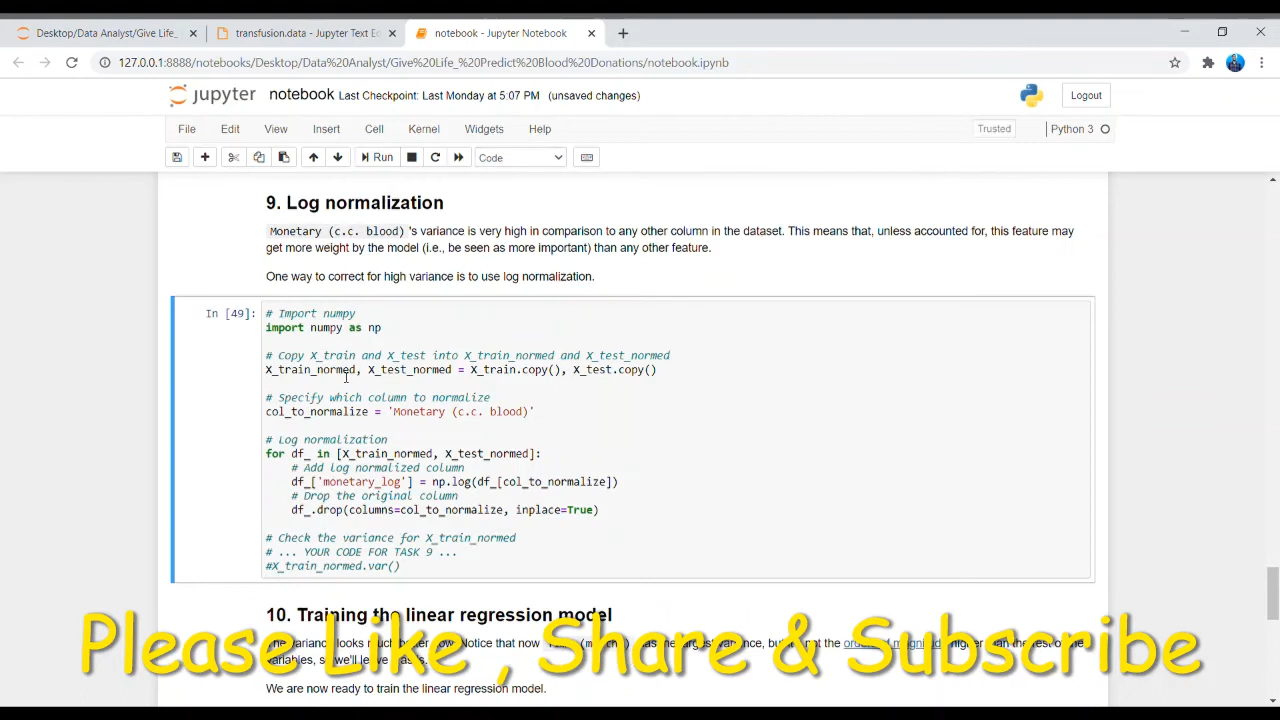 Desktop/Data Analyst/Give Life_
transfusion.data - Jupyter Text Ed
notebook - Jupyter Notebook
127.0.0.1:8888/notebooks/Desktop/Data%20Analyst/Give%20Life_%20Predict%20Blood%20Donations/notebook.ipynb
jupyter notebook Last Checkpoint: Last Monday at 5:07 PM (unsaved changes)
Logout
File Edit View Insert Cell Kernel Widgets Help
Trusted
Python 3
Run
Code
9. Log normalization
Monetary (c.c. blood) 's variance is very high in comparison to any other column in the dataset. This means that, unless accounted for, this feature may
get more weight by the model (i.e., be seen as more important) than any other feature.
One way to correct for high variance is to use log normalization.
In [49]:
# Import numpy
import numpy as np
# Copy X_train and X_test into X_train_normed and X_test_normed
X_train_normed, X_test_normed = X_train.copy(), X_test.copy()
# Specify which column to normalize
col_to_normalize = 'Monetary (c.c. blood)'
# Log normalization
for df_ in [X_train_normed, X_test_normed]:
# Add log normalized column
df_['monetary_log'] = np.log(df_[col_to_normalize])
# Drop the original column
df_.drop(columns=col_to_normalize, inplace=True)
# Check the variance for X_train_normed
# ... YOUR CODE FOR TASK 9 ...
#X_train_normed.var()
10. Training the linear regression model
Please Like , Share & Subscribe
We are now ready to train the linear regression model.